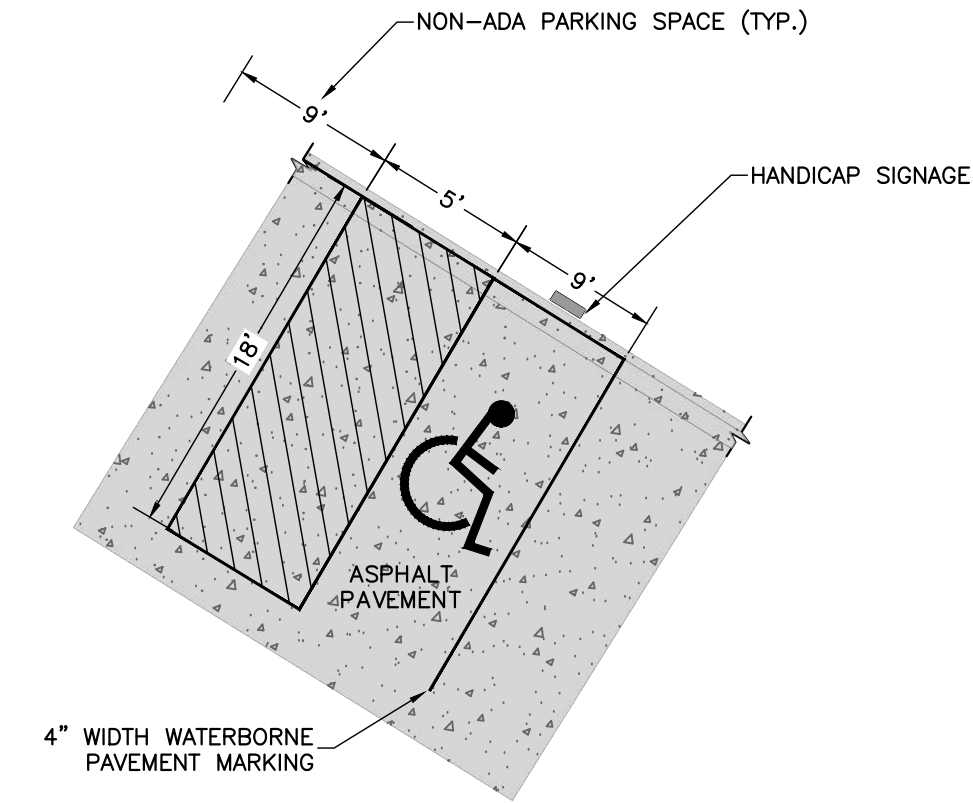 NON-ADA PARKING SPACE (TYP.)
9'
5'
HANDICAP SIGNAGE
9'
18'
ASPHALT
PAVEMENT
4" WIDTH WATERBORNE
PAVEMENT MARKING